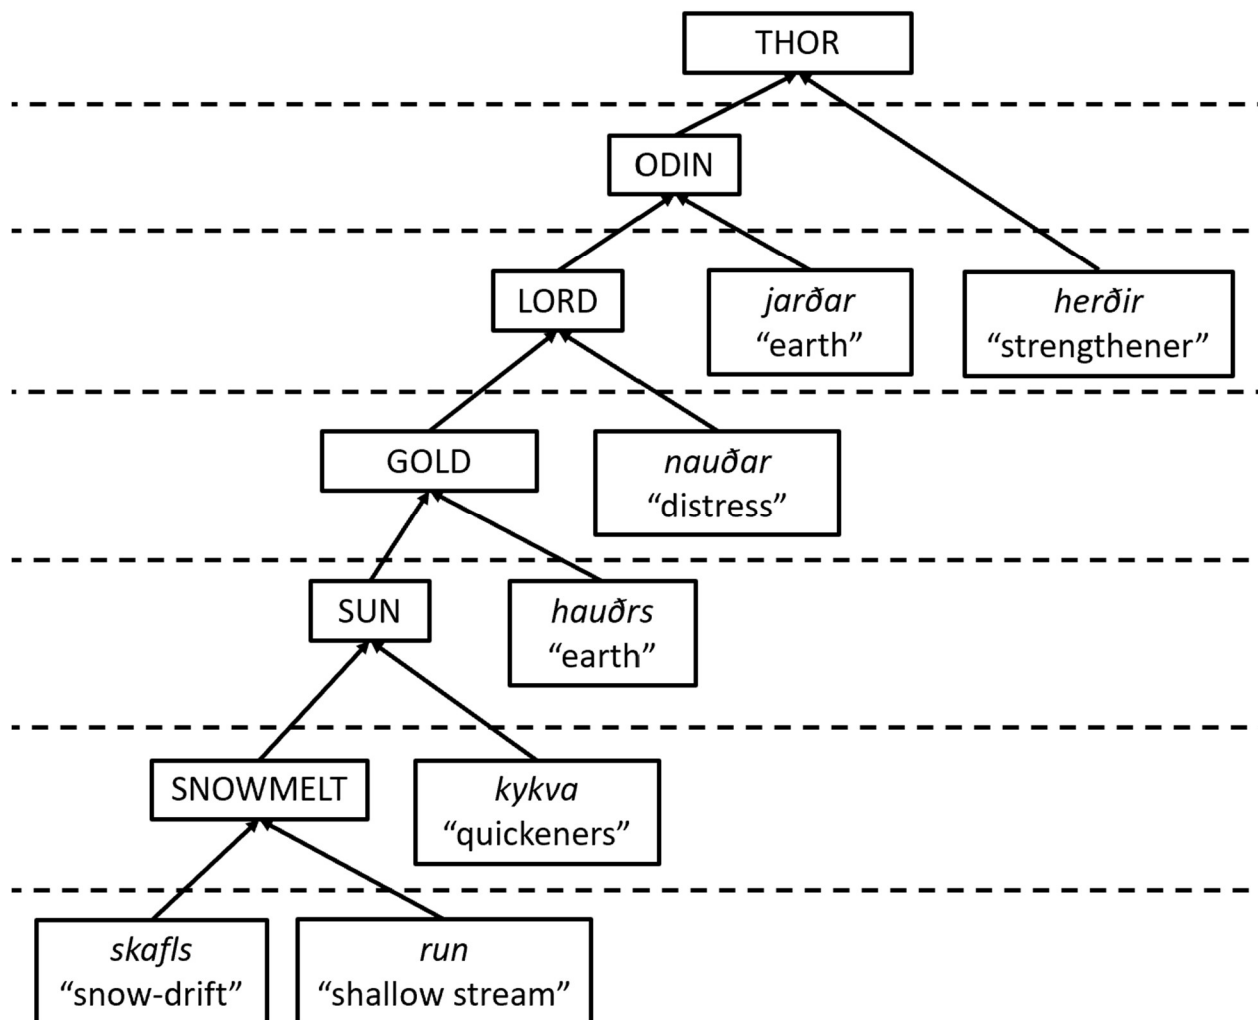 THOR
ODIN
LORD
jarðar
“earth”
herðir
“strengthener”
GOLD
nauðar
“distress”
SUN
hauðrs
“earth”
SNOWMELT
kykva
“quickeners”
skafls
“snow-drift”
run
“shallow stream”